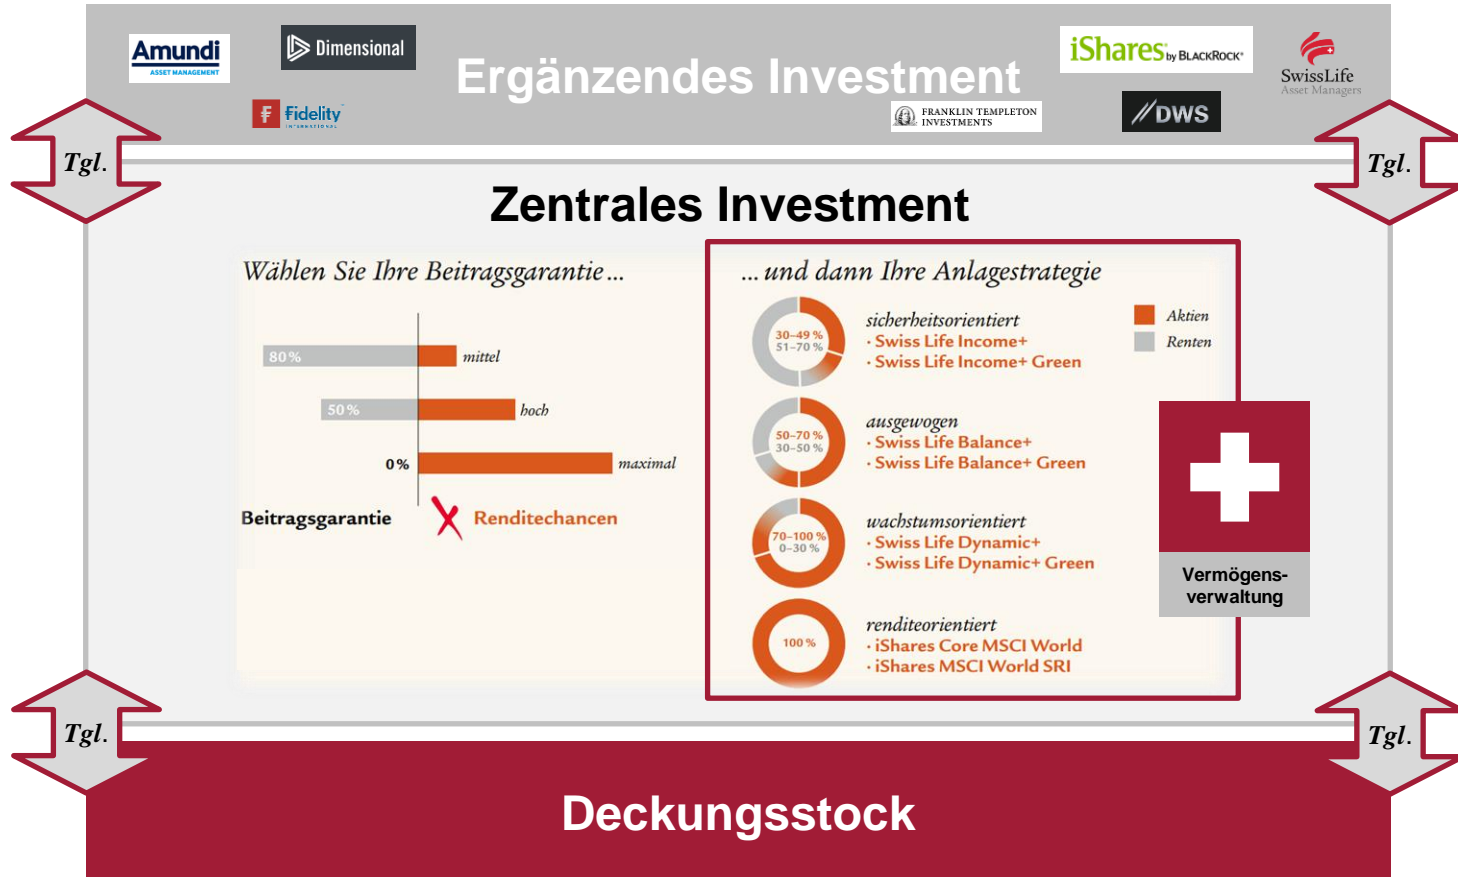 Amundi
ASSET MANAGEMENT
Dimensional
Fidelity
INTERNATIONAL
Ergänzendes Investment
iShares by BLACKROCK®
SwissLife
Asset Managers
FRANKLIN TEMPLETON
INVESTMENTS
DWS
Tgl.
Tgl.
Zentrales Investment
Wählen Sie Ihre Beitragsgarantie ...
80%
mittel
50%
hoch
0%
maximal
Beitragsgarantie
Renditechancen
... und dann Ihre Anlagestrategie
Aktien
Renten
30–49 %
51–70 %
sicherheitsorientiert
· Swiss Life Income+
· Swiss Life Income+ Green
50–70 %
30–50 %
ausgewogen
· Swiss Life Balance+
· Swiss Life Balance+ Green
70–100 %
0–30 %
wachstumsorientiert
· Swiss Life Dynamic+
· Swiss Life Dynamic+ Green
100 %
renditeorientiert
· iShares Core MSCI World
· iShares MSCI World SRI
Vermögens-
verwaltung
Tgl.
Tgl.
Deckungsstock